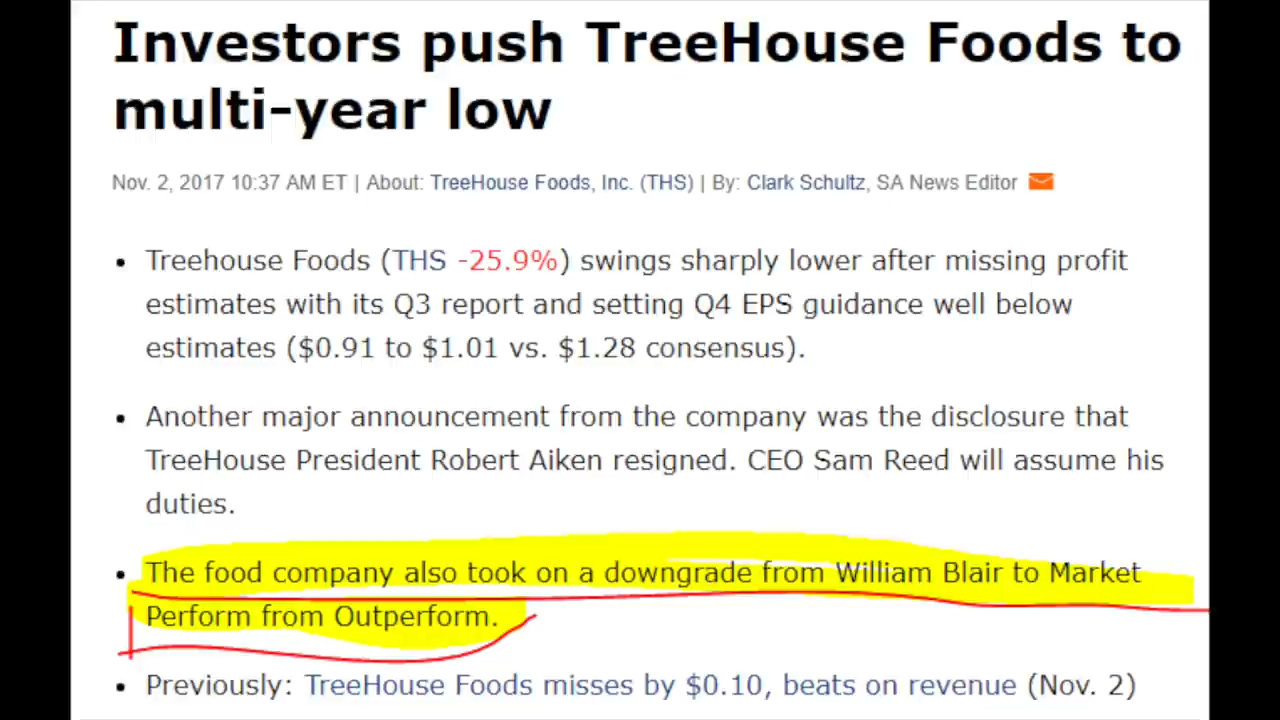 Investors push TreeHouse Foods to
multi-year low
Nov. 2, 2017 10:37 AM ET | About: TreeHouse Foods, Inc. (THS) | By: Clark Schultz, SA News Editor
• Treehouse Foods (THS -25.9%) swings sharply lower after missing profit
estimates with its Q3 report and setting Q4 EPS guidance well below
estimates ($0.91 to $1.01 vs. $1.28 consensus).
• Another major announcement from the company was the disclosure that
TreeHouse President Robert Aiken resigned. CEO Sam Reed will assume his
duties.
• The food company also took on a downgrade from William Blair to Market
Perform from Outperform.
• Previously: TreeHouse Foods misses by $0.10, beats on revenue (Nov. 2)